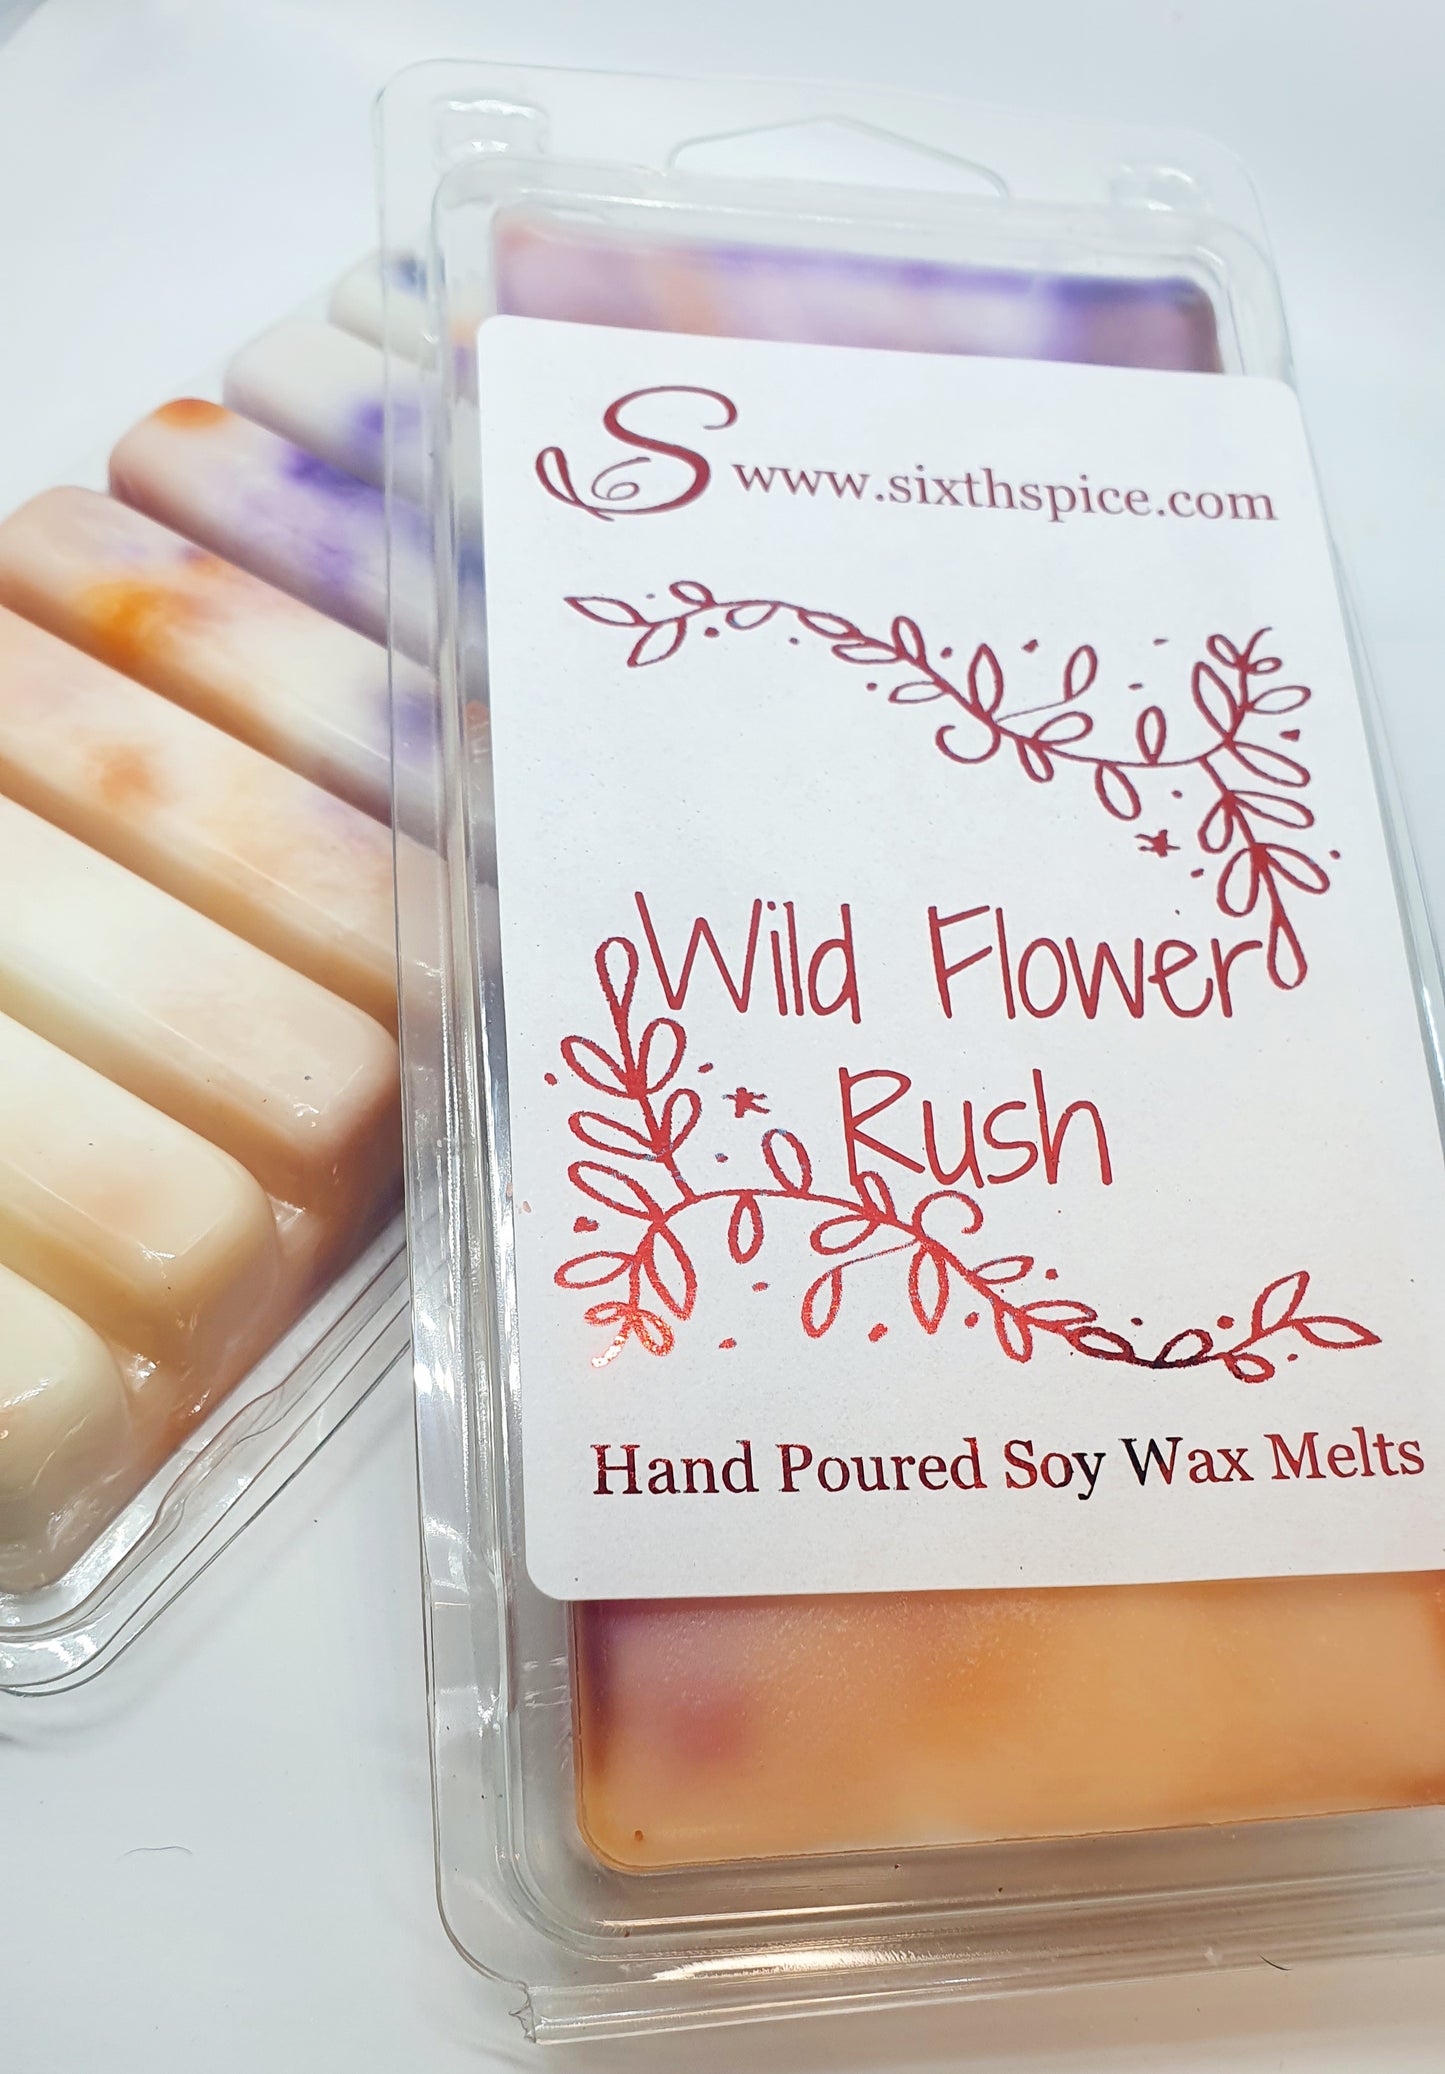 S www.sixthspice.com
Wild Flower
Rush
Hand Poured Soy Wax Melts